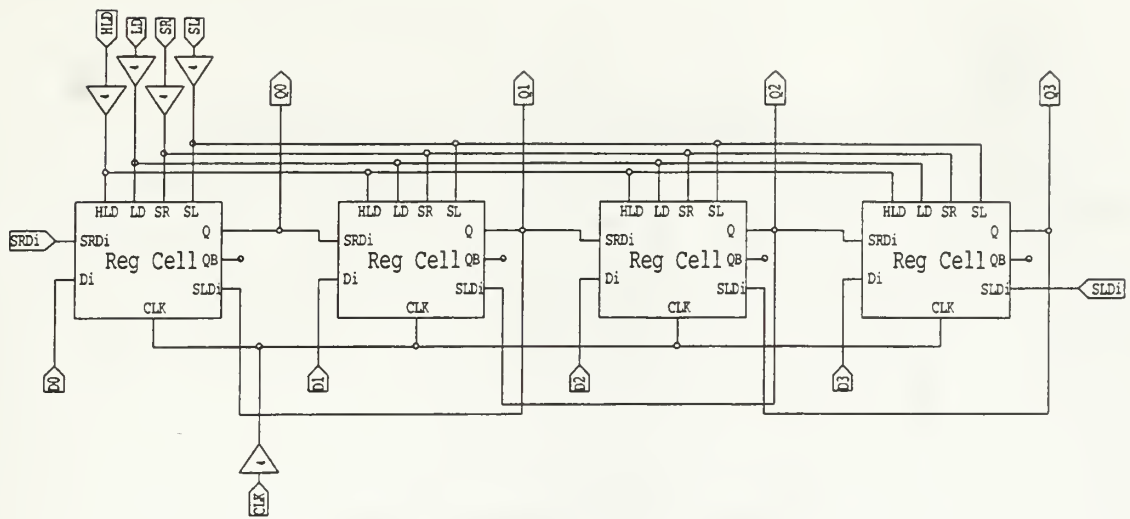 HLD LD SR SL
Q0 Q1 Q2 Q3
HLD LD SR SL HLD LD SR SL HLD LD SR SL HLD LD SR SL
SRDi SRDi Q SRDi Q SRDi Q SRDi Q
Reg Cell QB Reg Cell QB Reg Cell QB Reg Cell QB
Di SLDi Di SLDi Di SLDi Di SLDi SLDi
CLK CLK CLK CLK
D0 D1 D2 D3
CLK